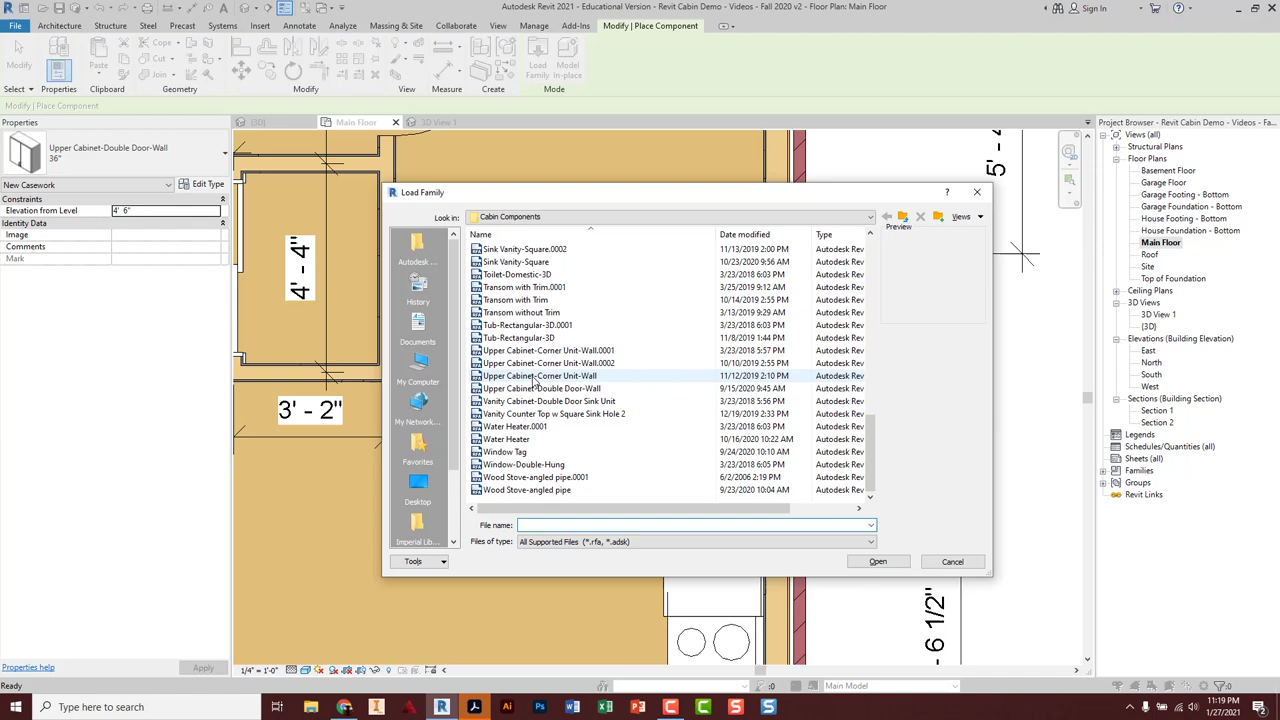 Autodesk Revit 2021 - Educational Version - Revit Cabin Demo - Videos - Fall 2020 v2 - Floor Plan: Main Floor
Sign In
File Architecture Structure Steel Precast Systems Insert Annotate Analyze Massing & Site Collaborate View Manage Add-Ins Modify | Place Component
Modify
Paste
Cope
Cut
Join
Load Family
Model In-place
Select Properties Clipboard Geometry Modify View Measure Create Mode
Modify | Place Component
Properties
Upper Cabinet-Double Door-Wall
36"
New Casework
Edit Type
Constraints
Elevation from Level 4' 6"
Identity Data
Image
Comments
Mark
Properties help
Apply
{3D}
Main Floor
3D View 1
4' - 4"
3' - 2"
5' - 4'
- 6 1/2"
Load Family
Look in:
Cabin Components
Views
Preview
Name Date modified Type
Sink Vanity-Square.0002 11/13/2019 2:00 PM Autodesk Rev
Sink Vanity-Square 10/23/2020 9:56 AM Autodesk Rev
Toilet-Domestic-3D 3/23/2018 6:03 PM Autodesk Rev
Transom with Trim.0001 3/25/2019 9:12 AM Autodesk Rev
Transom with Trim 10/14/2019 2:55 PM Autodesk Rev
Transom without Trim 3/23/2019 9:29 AM Autodesk Rev
Tub-Rectangular-3D.0001 3/23/2018 6:03 PM Autodesk Rev
Tub-Rectangular-3D 11/8/2019 1:44 PM Autodesk Rev
Upper Cabinet-Corner Unit-Wall.0001 3/23/2018 5:57 PM Autodesk Rev
Upper Cabinet-Corner Unit-Wall.0002 10/10/2019 2:55 PM Autodesk Rev
Upper Cabinet-Corner Unit-Wall 11/12/2019 2:10 PM Autodesk Rev
Upper Cabinet-Double Door-Wall 9/15/2020 9:45 AM Autodesk Rev
Vanity Cabinet-Double Door Sink Unit 3/23/2018 5:56 PM Autodesk Rev
Vanity Counter Top w Square Sink Hole 2 12/19/2019 2:33 PM Autodesk Rev
Water Heater.0001 3/23/2018 6:03 PM Autodesk Rev
Water Heater 10/16/2020 10:22 AM Autodesk Rev
Window Tag 9/24/2020 10:10 AM Autodesk Rev
Window-Double-Hung 3/23/2018 6:05 PM Autodesk Rev
Wood Stove-angled pipe.0001 6/2/2006 2:19 PM Autodesk Rev
Wood Stove-angled pipe 9/23/2020 10:04 AM Autodesk Rev
Autodesk ...
History
Documents
My Computer
My Network...
Favorites
Desktop
Imperial Lib...
File name:
Files of type: All Supported Files (*.rfa, *.adsk)
Tools
Open
Cancel
Project Browser - Revit Cabin Demo - Videos - Fa...
Views (all)
Structural Plans
Floor Plans
Basement Floor
Garage Floor
Garage Footing - Bottom
Garage Foundation - Bottom
House Footing - Bottom
House Foundation - Bottom
Main Floor
Roof
Site
Top of Foundation
Ceiling Plans
3D Views
3D View 1
{3D}
Elevations (Building Elevation)
East
North
South
West
Sections (Building Section)
Section 1
Section 2
Legends
Schedules/Quantities (all)
Sheets (all)
Families
Groups
Revit Links
1/4" = 1'-0"
Ready
:0
Main Model
:0
Type here to search
11:19 PM
1/27/2021